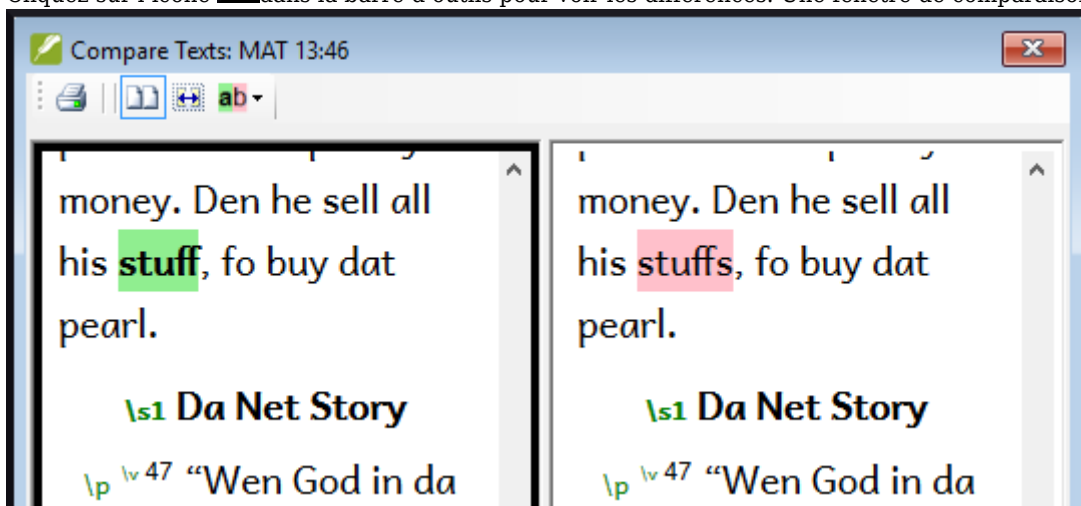 Compare Texts: MAT 13:46
ab
money. Den he sell all
his stuff, fo buy dat
pearl.
\s1 Da Net Story
\p \v 47 “Wen God in da
money. Den he sell all
his stuffs, fo buy dat
pearl.
\s1 Da Net Story
\p \v 47 “Wen God in da